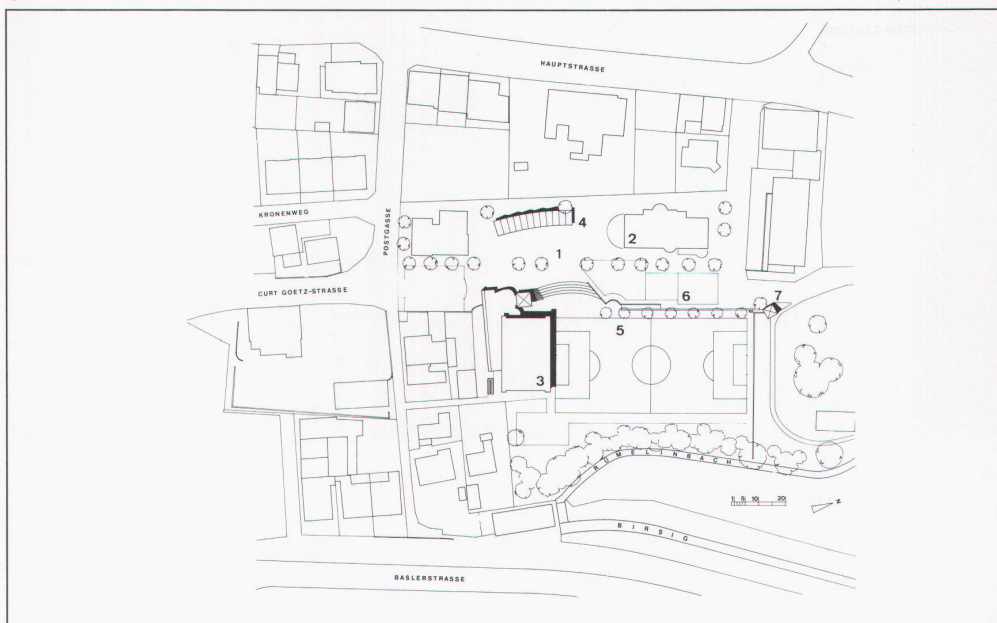 HAUPTSTRASSE
KRONENWEG
POSTGASSE
4
2
1
CURT GOETZ-STRASSE
6
7
5
3
RÜMELINBACH
1 5 10 20
N
BIRSIG
BASLERSTRASSE